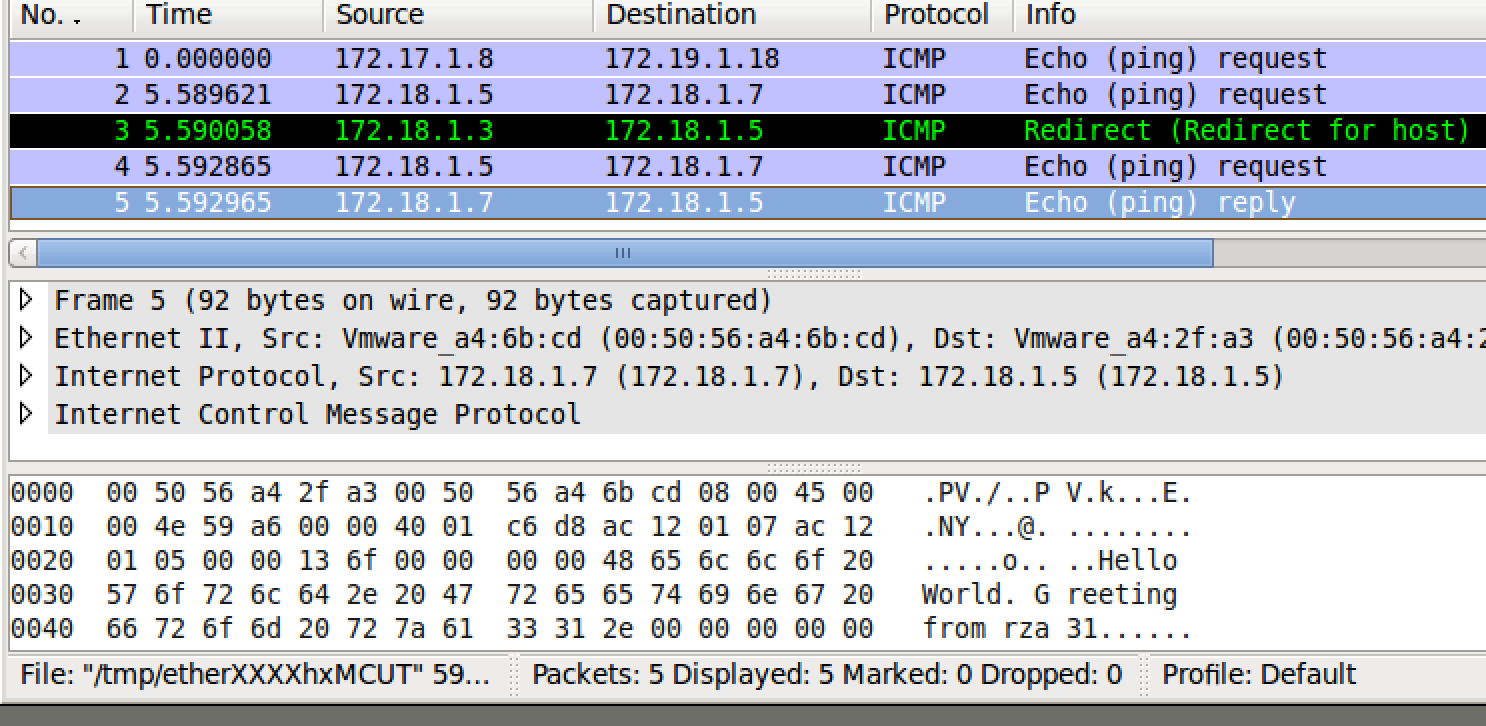 No. Time Source Destination Protocol Info
1 0.000000 172.17.1.8 172.19.1.18 ICMP Echo (ping) request
2 5.589621 172.18.1.5 172.18.1.7 ICMP Echo (ping) request
3 5.590058 172.18.1.3 172.18.1.5 ICMP Redirect (Redirect for host)
4 5.592865 172.18.1.5 172.18.1.7 ICMP Echo (ping) request
5 5.592965 172.18.1.7 172.18.1.5 ICMP Echo (ping) reply
Frame 5 (92 bytes on wire, 92 bytes captured)
Ethernet II, Src: Vmware_a4:6b:cd (00:50:56:a4:6b:cd), Dst: Vmware_a4:2f:a3 (00:50:56:a4:2
Internet Protocol, Src: 172.18.1.7 (172.18.1.7), Dst: 172.18.1.5 (172.18.1.5)
Internet Control Message Protocol
0000 00 50 56 a4 2f a3 00 50 56 a4 6b cd 08 00 45 00 .PV./..P V.k...E.
0010 00 4e 59 a6 00 00 40 01 c6 d8 ac 12 01 07 ac 12 .NY...@. ........
0020 01 05 00 00 13 6f 00 00 00 00 48 65 6c 6c 6f 20 .....o.. ..Hello
0030 57 6f 72 6c 64 2e 20 47 72 65 65 74 69 6e 67 20 World. G reeting
0040 66 72 6f 6d 20 72 7a 61 33 31 2e 00 00 00 00 00 from rza 31......
File: "/tmp/etherXXXXhxMCUT" 59... Packets: 5 Displayed: 5 Marked: 0 Dropped: 0 Profile: Default